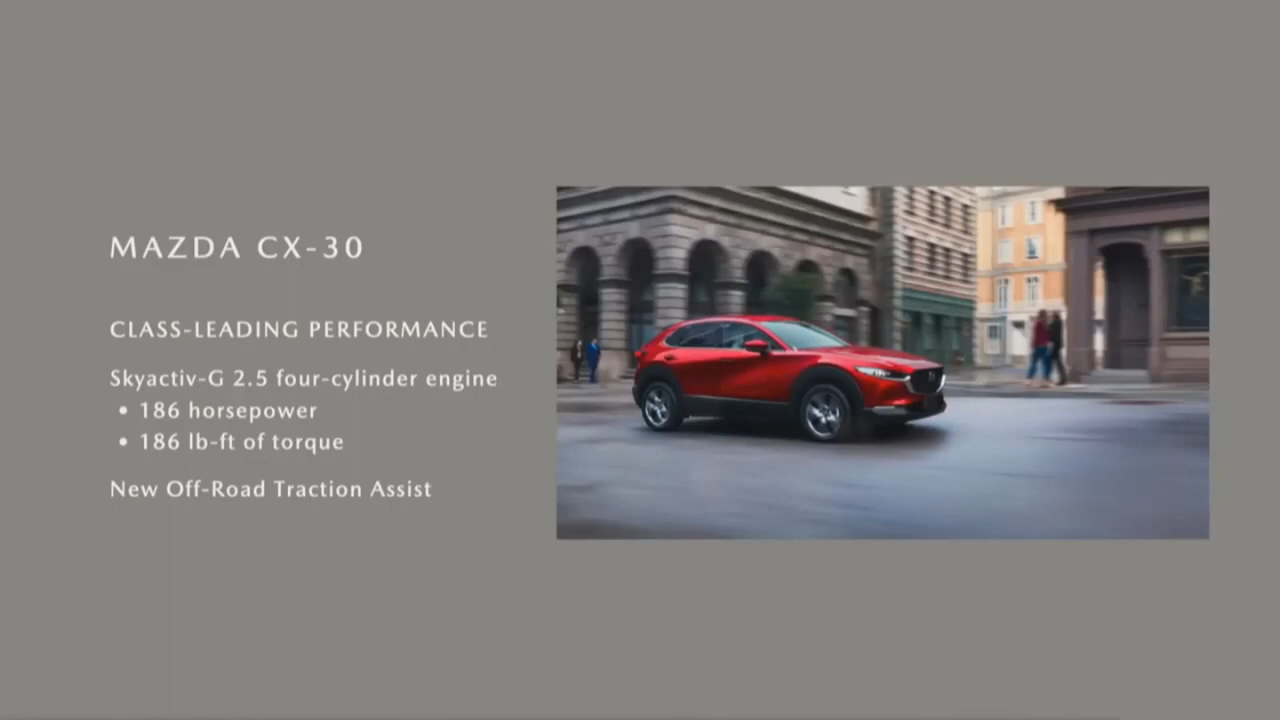 MAZDA CX-30
CLASS-LEADING PERFORMANCE
Skyactiv-G 2.5 four-cylinder engine
• 186 horsepower
• 186 lb-ft of torque
New Off-Road Traction Assist